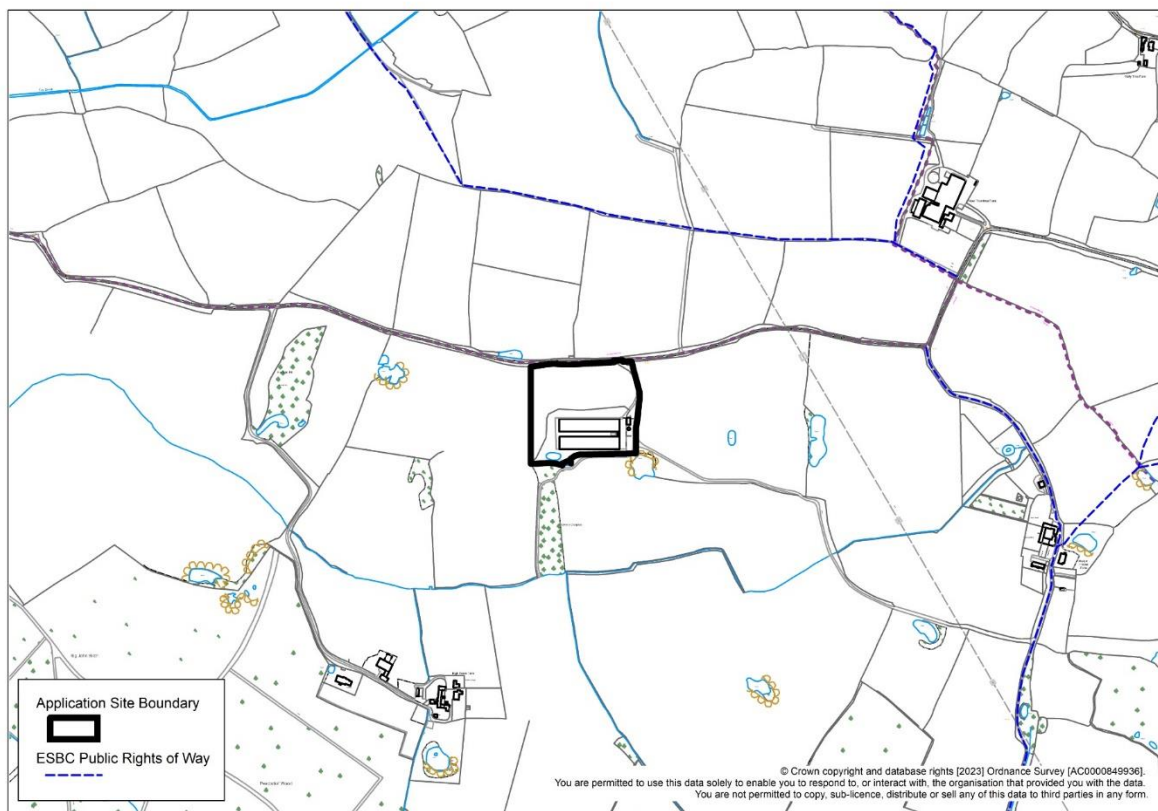 Application Site Boundary
ESBC Public Rights of Way
© Crown copyright and database rights [2023] Ordnance Survey [AC0000849936].
You are permitted to use this data solely to enable you to respond to, or interact with, the organisation that provided you with the data.
You are not permitted to copy, sub-licence, distribute or sell any of this data to third parties in any form.